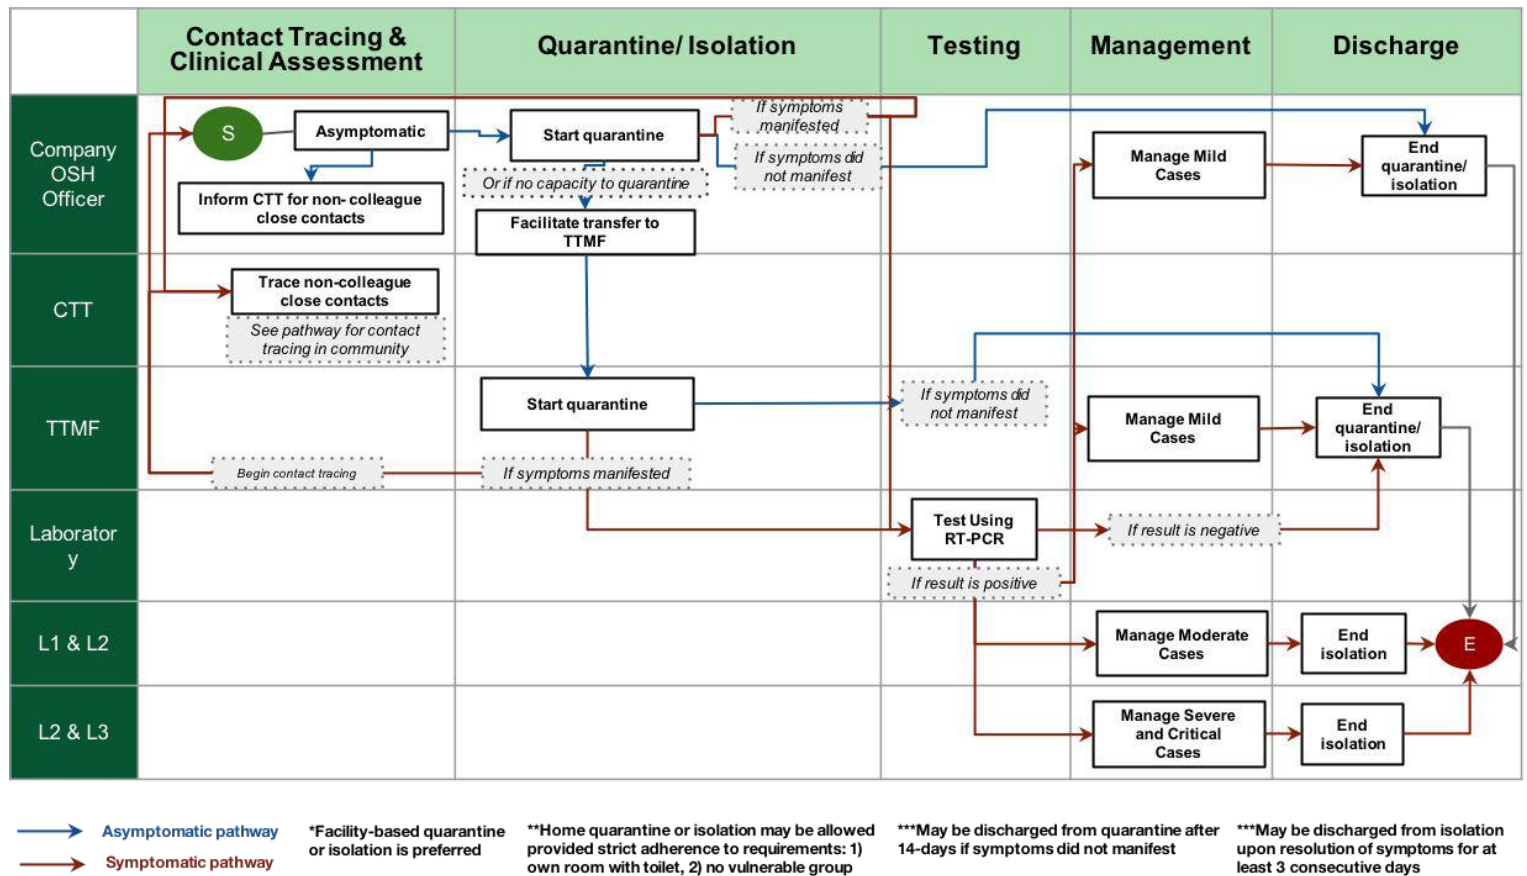 Contact Tracing &
Clinical Assessment
Quarantine/ Isolation
Testing
Management
Discharge
Company
OSH
Officer
S
Asymptomatic
Inform CTT for non- colleague
close contacts
Start quarantine
If symptoms
manifested
If symptoms did
not manifest
Or if no capacity to quarantine
Facilitate transfer to
TTMF
Manage Mild
Cases
End
quarantine/
isolation
CTT
Trace non-colleague
close contacts
See pathway for contact
tracing in community
TTMF
Start quarantine
If symptoms did
not manifest
Manage Mild
Cases
End
quarantine/
isolation
Begin contact tracing
If symptoms manifested
Laborator
y
Test Using
RT-PCR
If result is negative
If result is positive
L1 & L2
Manage Moderate
Cases
End
isolation
E
L2 & L3
Manage Severe
and Critical
Cases
End
isolation
Asymptomatic pathway
Symptomatic pathway
*Facility-based quarantine
or isolation is preferred
**Home quarantine or isolation may be allowed
provided strict adherence to requirements: 1)
own room with toilet, 2) no vulnerable group
***May be discharged from quarantine after
14-days if symptoms did not manifest
***May be discharged from isolation
upon resolution of symptoms for at
least 3 consecutive days